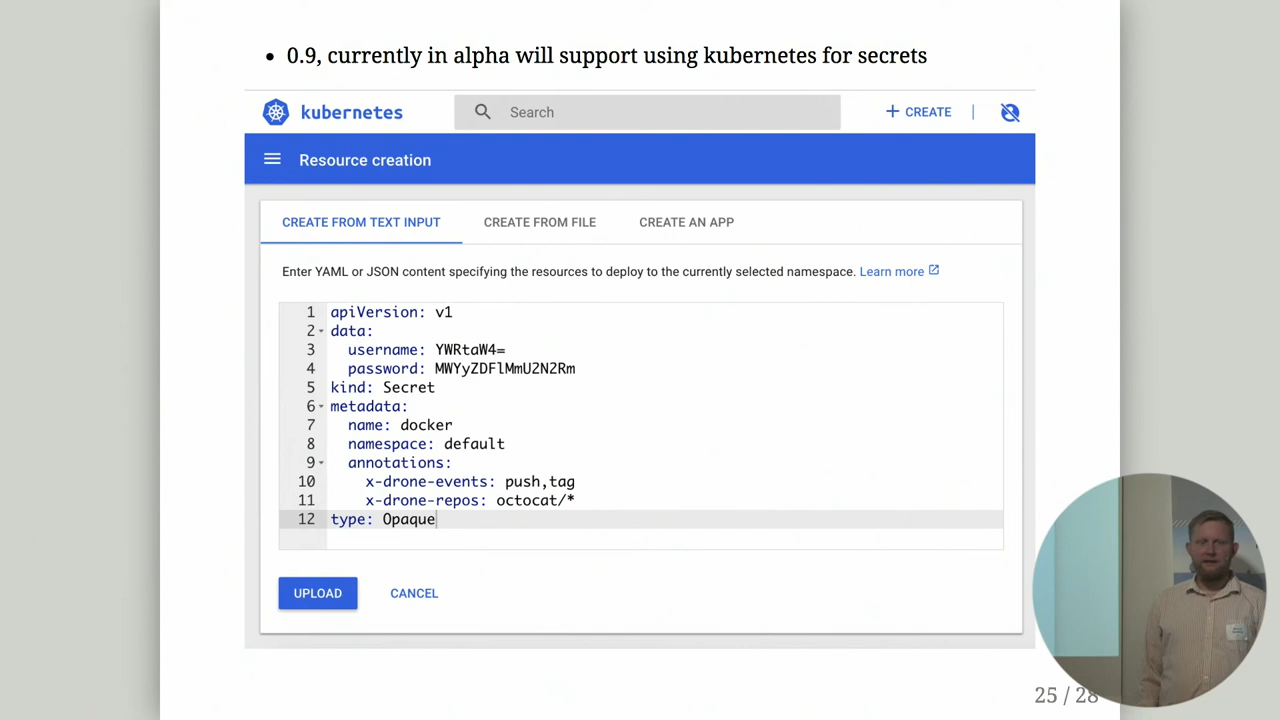 • 0.9, currently in alpha will support using kubernetes for secrets
kubernetes
Search
+ CREATE
Resource creation
CREATE FROM TEXT INPUT
CREATE FROM FILE
CREATE AN APP
Enter YAML or JSON content specifying the resources to deploy to the currently selected namespace. Learn more
1 apiVersion: v1
2 data:
3 username: YWRtaW4=
4 password: MWYyZDFlMmU2N2Rm
5 kind: Secret
6 metadata:
7 name: docker
8 namespace: default
9 annotations:
10 x-drone-events: push,tag
11 x-drone-repos: octocat/*
12 type: Opaque
UPLOAD
CANCEL
25 / 28